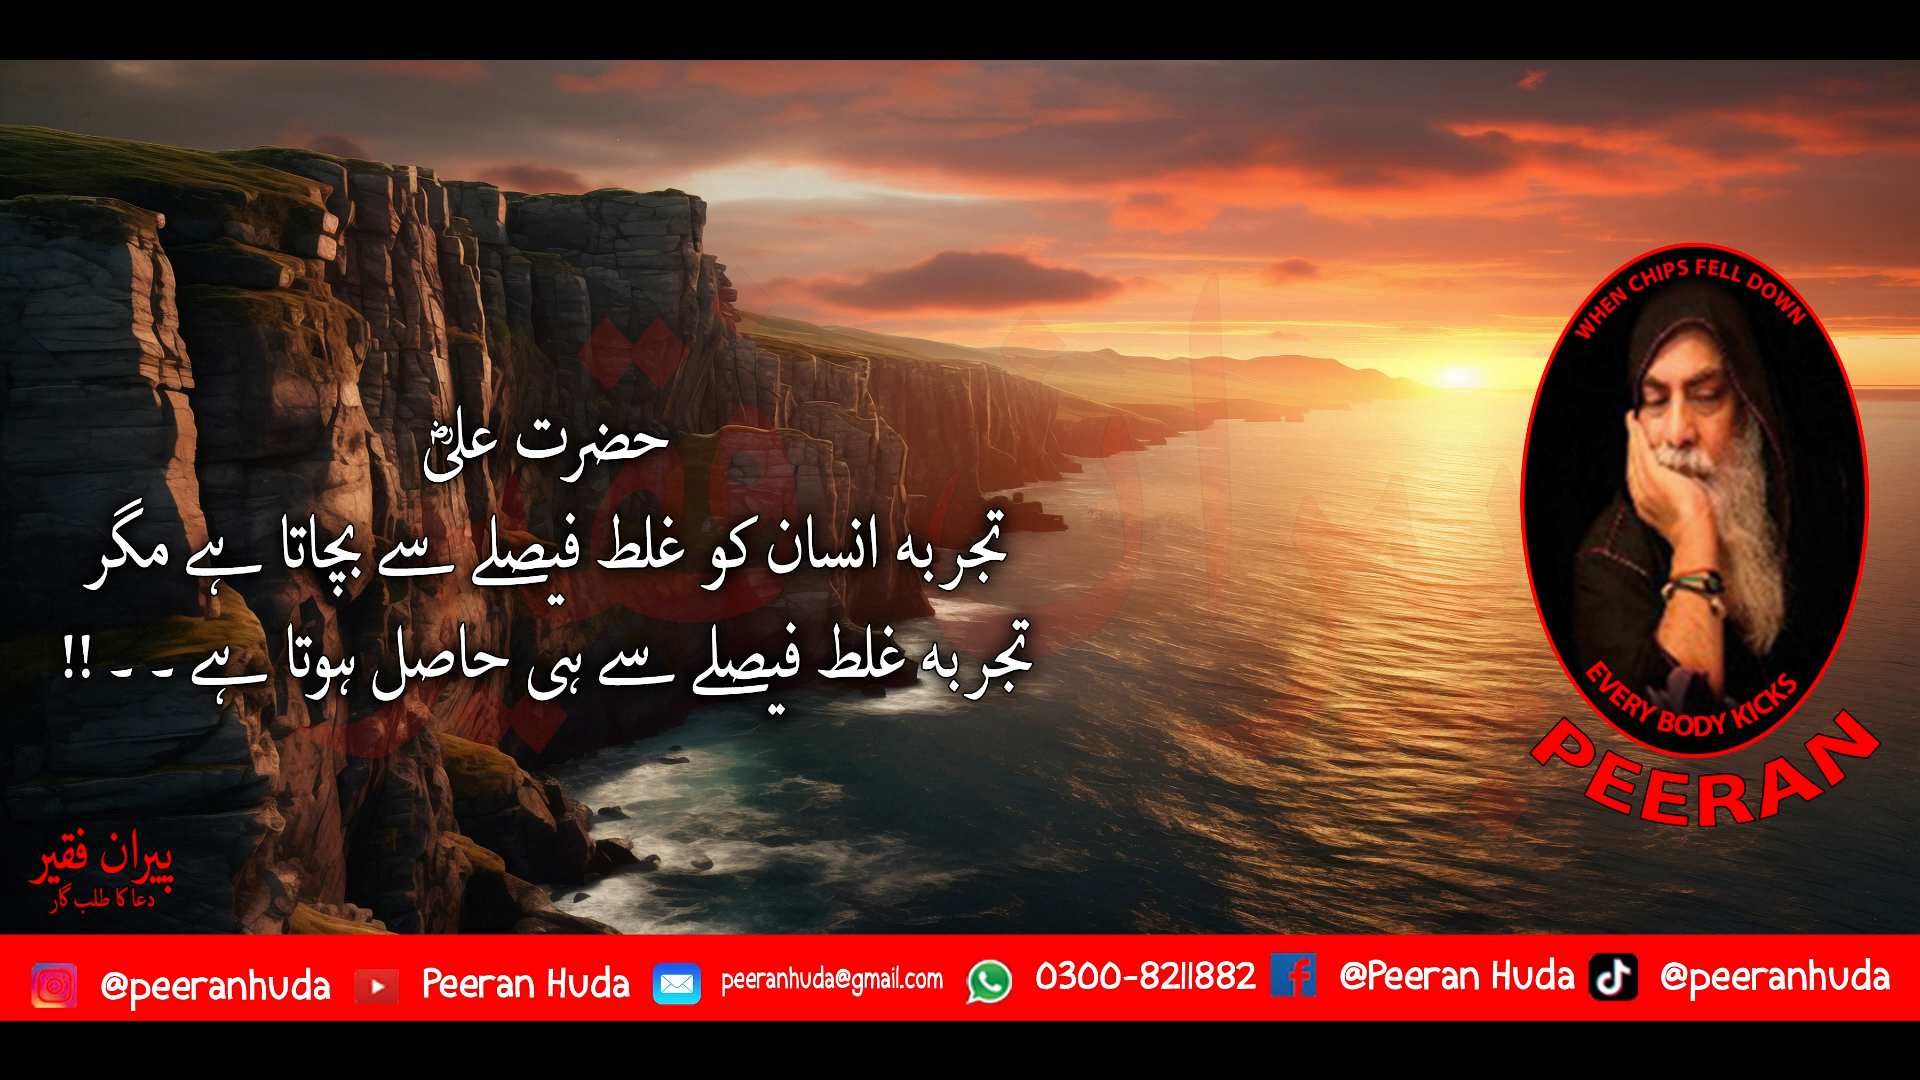 WHEN CHIPS FELL DOWN
حضرت علیؓ
تجربہ انسان کو غلط فیصلے سے بچاتا ہے مگر
تجربہ غلط فیصلے سے ہی حاصل ہوتا ہے ۔ ۔ !!
EVERY BODY KICKS
PEERAN
پیران فقیر
دعا کا طلب گار
@peeranhuda Peeran Huda peeranhuda@gmail.com 0300-8211882 @Peeran Huda @peeranhuda